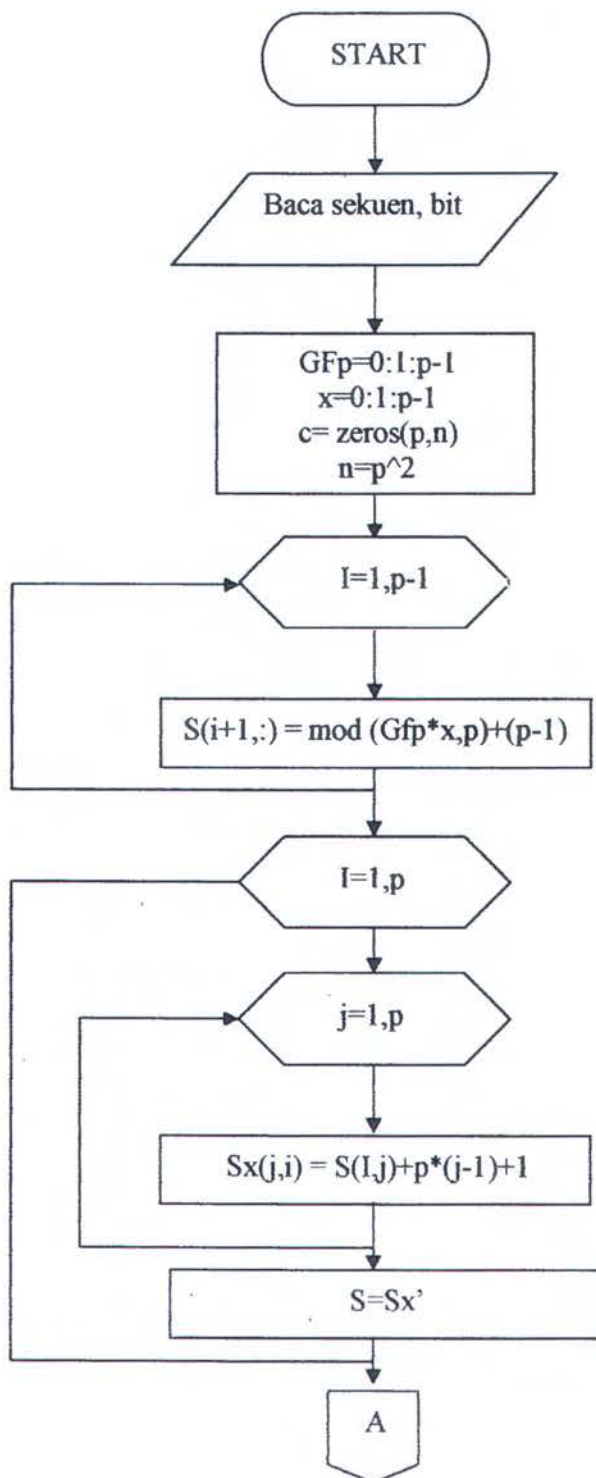 START
Baca sekuen, bit
GFp=0:1:p-1
x=0:1:p-1
c= zeros(p,n)
n=p^2
I=1,p-1
S(i+1,:) = mod (Gfp*x,p)+(p-1)
I=1,p
j=1,p
Sx(j,i) = S(I,j)+p*(j-1)+1
S=Sx’
A